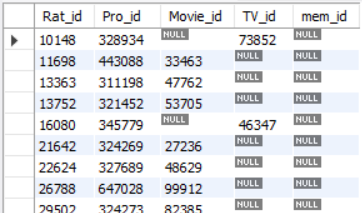 Rat_id Pro_id Movie_id TV_id mem_id
10148 328934 NULL 73852 NULL
11698 443088 33463 NULL NULL
13363 311198 47762 NULL NULL
13752 321452 53705 NULL NULL
16080 345779 NULL 46347 NULL
21642 324269 27236 NULL NULL
22624 327689 48629 NULL NULL
26788 647028 99912 NULL NULL
29502 324273 82385 NULL NULL